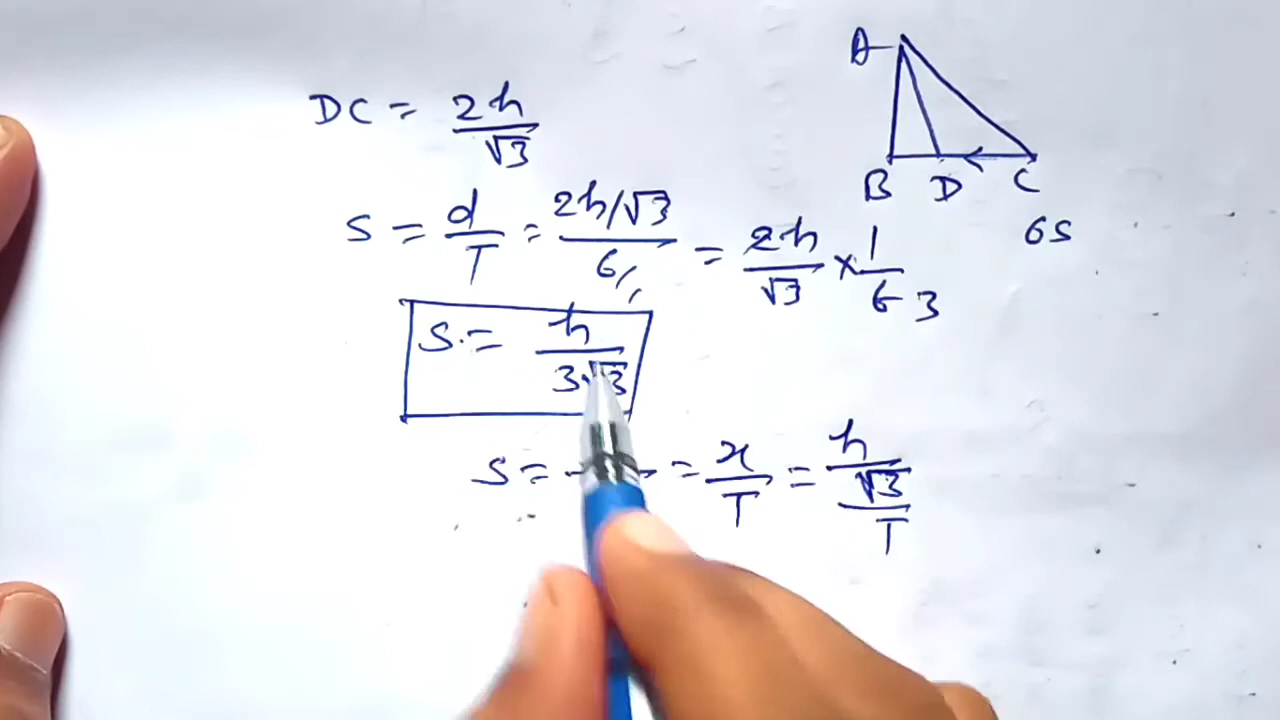 A
DC = 2h/√3
B D C
S = d/T = (2h/√3)/6 = 2h/√3 × 1/6 3
6S
S = h/3√3
S = = x/T = (h/√3)/T